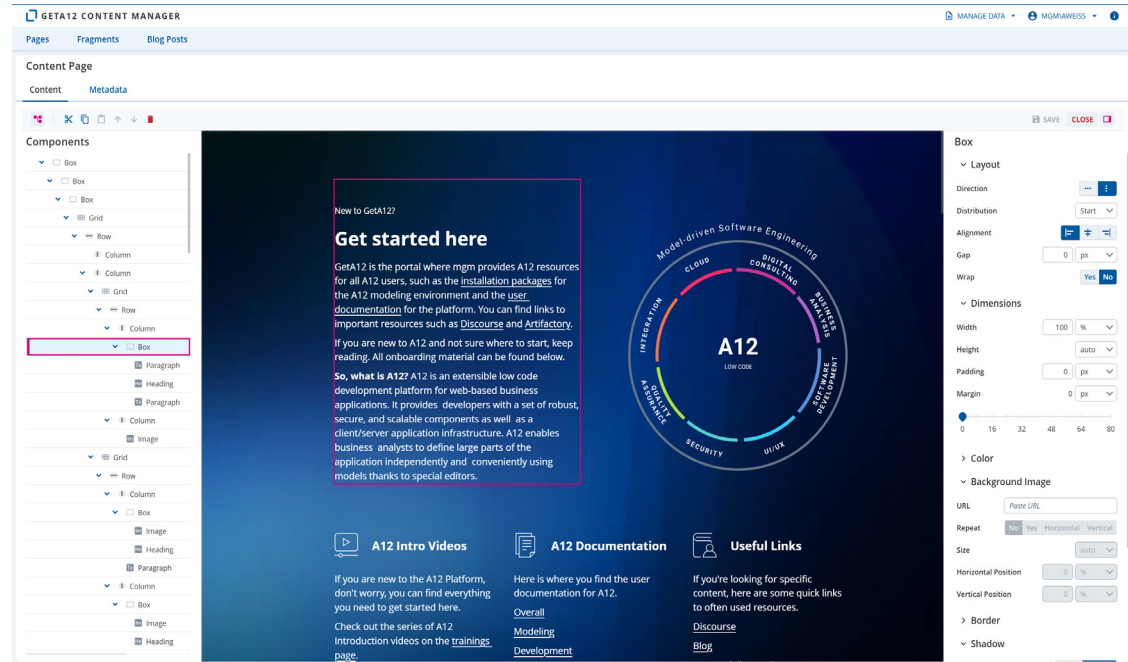 GETA12 CONTENT MANAGER
MANAGE DATA
MGM\AWEISS
Pages
Fragments
Blog Posts
Content Page
Content
Metadata
SAVE
CLOSE
Components
Box
Box
Box
Grid
Row
Column
Column
Grid
Row
Column
Box
Paragraph
Heading
Paragraph
Column
Image
Grid
Row
Column
Box
Image
Heading
Paragraph
Column
Box
Image
Heading
New to GetA12?
Get started here
GetA12 is the portal where mgm provides A12 resources
for all A12 users, such as the installation packages for
the A12 modeling environment and the user
documentation for the platform. You can find links to
important resources such as Discourse and Artifactory.
If you are new to A12 and not sure where to start, keep
reading. All onboarding material can be found below.
So, what is A12? A12 is an extensible low code
development platform for web-based business
applications. It provides developers with a set of robust,
secure, and scalable components as well as a
client/server application infrastructure. A12 enables
business analysts to define large parts of the
application independently and conveniently using
models thanks to special editors.
Model-driven Software Engineering
CLOUD
DIGITAL
CONSULTING
BUSINESS
ANALYSIS
SOFTWARE
DEVELOPMENT
UI/UX
SECURITY
QUALITY
ASSURANCE
INTEGRATION
A12
LOW CODE
A12 Intro Videos
If you are new to the A12 Platform,
don't worry, you can find everything
you need to get started here.
Check out the series of A12
Introduction videos on the trainings
page.
A12 Documentation
Here is where you find the user
documentation for A12.
Overall
Modeling
Development
Useful Links
If you're looking for specific
content, here are some quick links
to often used resources.
Discourse
Blog
Box
Layout
Direction
Distribution
Start
Alignment
Gap
0 px
Wrap
Yes No
Dimensions
Width
100 %
Height
auto
Padding
0 px
Margin
0 px
0 16 32 48 64 80
Color
Background Image
URL
Paste URL
Repeat
No Yes Horizontal Vertical
Size
auto
Horizontal Position
0 %
Vertical Position
0 %
Border
Shadow